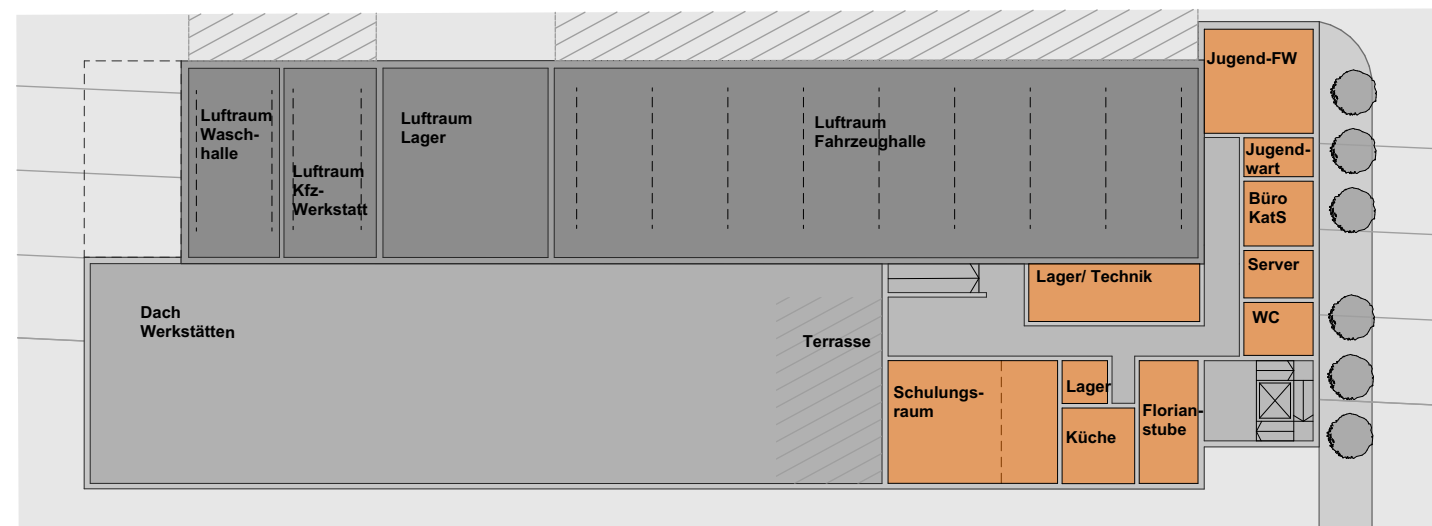 Jugend-FW
Luftraum
Wasch-
halle
Luftraum
Kfz-
Werkstatt
Luftraum
Lager
Luftraum
Fahrzeughalle
Jugend-
wart
Büro
KatS
Server
WC
Lager/ Technik
Dach
Werkstätten
Terrasse
Schulungs-
raum
Lager
Küche
Florian-
stube